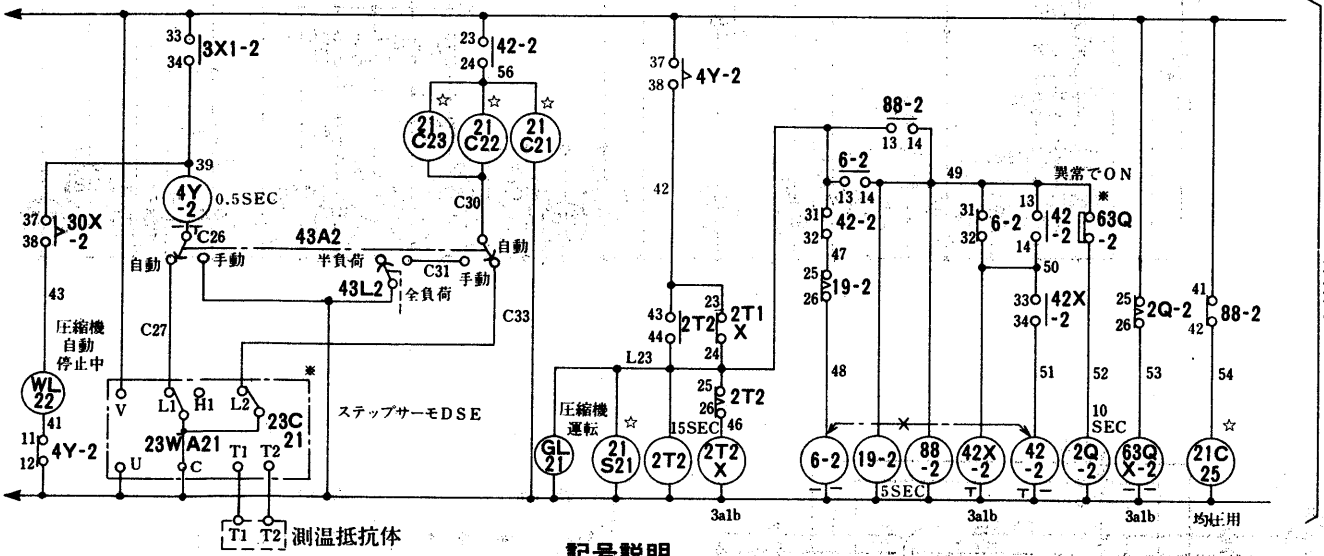 33
3X1-2
34
39
4Y
-2
0.5SEC
C26
43A2
自動
手動
半負荷
43L2
全負荷
C31
自動
手動
C30
C33
C27
37
30X
38
-2
43
圧縮機
自動
停止中
WL
22
41
11
4Y-2
12
V
L1
H1
L2
※
23C
21
23WA21
U
C
T1
T2
ステップサーモDSE
T1
T2
測温抵抗体
23
42-2
24
56
☆
☆
☆
21
C23
21
C22
21
C21
37
4Y-2
38
42
43
2T2
44
23
2T1
X
24
L23
25
2T2
26
46
圧縮機
運転
☆
15SEC
GL
21
21
S21
2T2
2T2
X
3a1b
88-2
13 14
6-2
13 14
49
31
42-2
32
47
25
19-2
26
48
31
6-2
32
13
42
-2
14
50
33
42X
-2
34
51
異常でON
※
63Q
-2
52
10
SEC
25
2Q-2
26
53
41
88-2
42
54
☆
6-2
19-2
88
-2
42X
-2
42
-2
2Q
-2
63Q
X-2
21C
25
5SEC
3a1b
3a1b
均圧用
記号説明